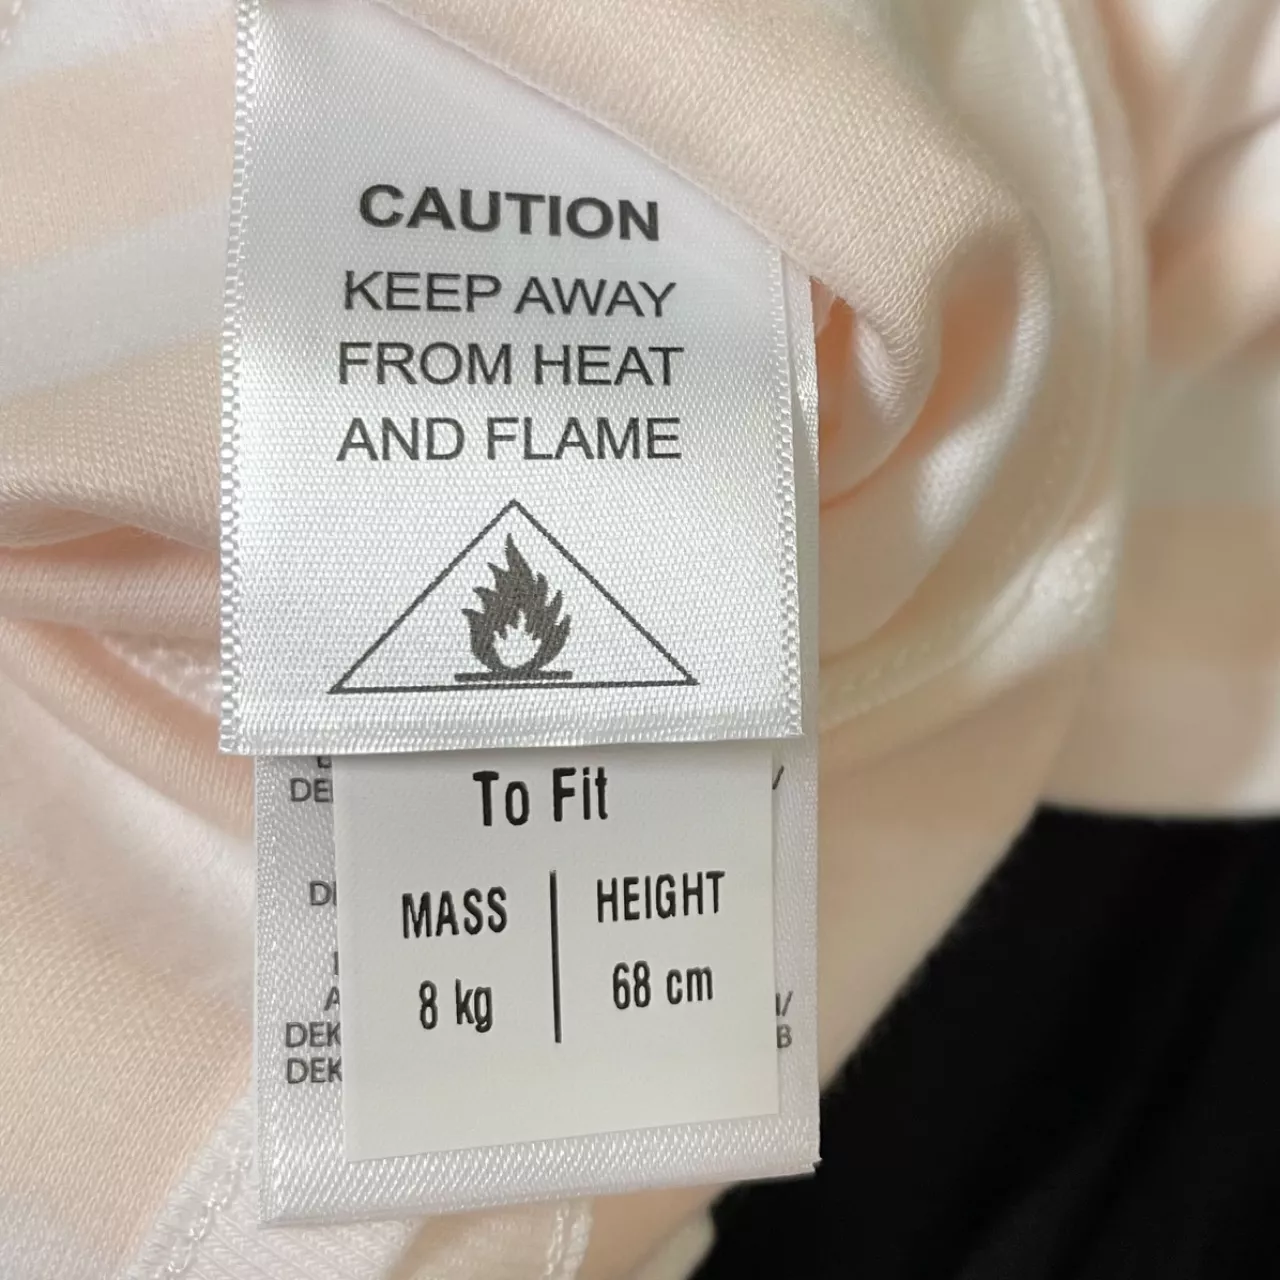 CAUTION
KEEP AWAY
FROM HEAT
AND FLAME
To Fit
MASS | HEIGHT
8 kg | 68 cm